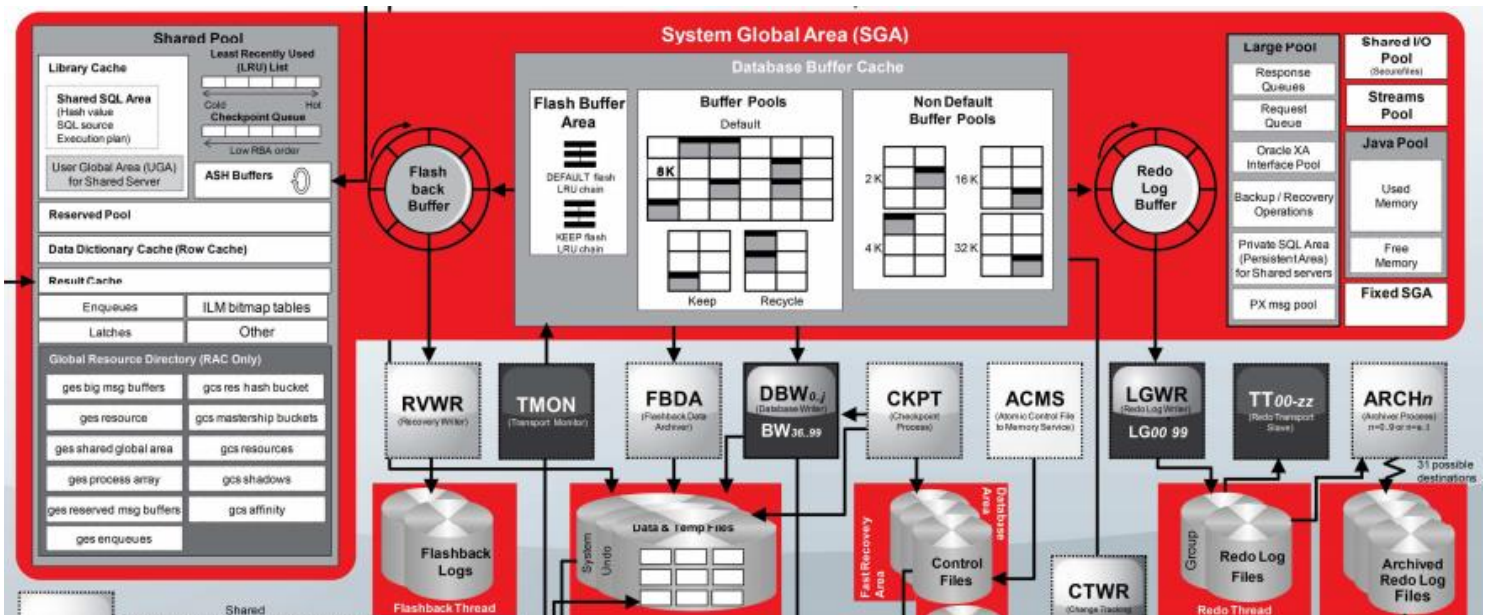 System Global Area (SGA)
Shared Pool
Library Cache
Shared SQL Area
(Hash value
SQL source
Execution plan)
User Global Area (UGA)
for Shared Server
Least Recently Used
(LRU) List
Cold
Hot
Checkpoint Queue
Low RBA order
ASH Buffers
Reserved Pool
Data Dictionary Cache (Row Cache)
Result Cache
Enqueues
ILM bitmap tables
Latches
Other
Global Resource Directory (RAC Only)
ges big msg buffers
gcs res hash bucket
ges resource
gcs mastership buckets
ges shared global area
gcs resources
ges process array
gcs shadows
ges reserved msg buffers
gcs affinity
ges enqueues
Flash
back
Buffer
Database Buffer Cache
Flash Buffer
Area
DEFAULT flash
LRU chain
KEEP flash
LRU chain
Buffer Pools
Default
8K
Keep
Recycle
Non Default
Buffer Pools
2 K
16 K
4 K
32 K
Redo
Log
Buffer
Large Pool
Response
Queues
Request
Queue
Oracle XA
Interface Pool
Backup / Recovery
Operations
Private SQL Area
(Persistent Area)
for Shared servers
PX msg pool
Shared I/O
Pool
(Securefiles)
Streams
Pool
Java Pool
Used
Memory
Free
Memory
Fixed SGA
RVWR
(Recovery Writer)
TMON
(Transport Monitor)
FBDA
(Flashback Data
Archiver)
DBW0..j
(Database Writer)
BW36..99
CKPT
(Checkpoint
Process)
ACMS
(Atomic Control File
to Memory Service)
LGWR
(Redo Log Writer)
LG00 99
TT00-zz
(Redo Transport
Slave)
ARCHn
(Archiver Process)
n=0..9 or n=a..t
31 possible
destinations
Flashback
Logs
Flashback Thread
System
Undo
Data & Temp Files
Fast Recovery
Area
Database
Area
Control
Files
CTWR
(Change Tracking
Group
Redo Log
Files
Redo Thread
Archived
Redo Log
Files
Shared